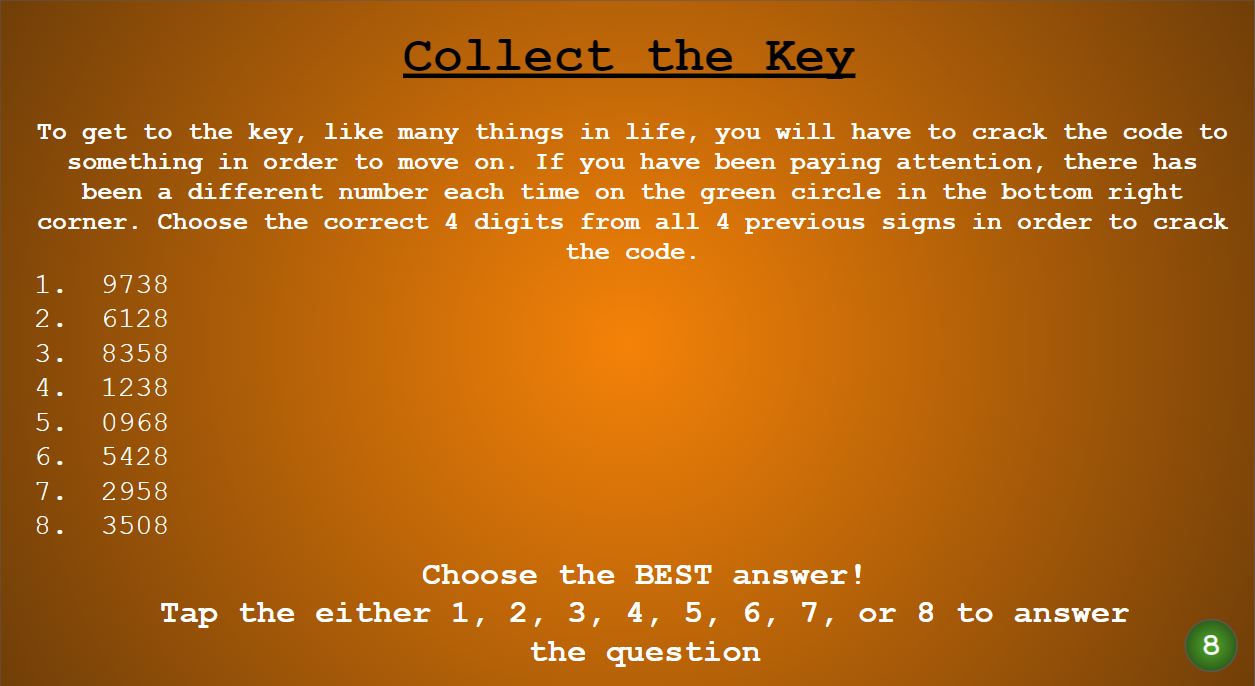 Collect the Key
To get to the key, like many things in life, you will have to crack the code to
something in order to move on. If you have been paying attention, there has
been a different number each time on the green circle in the bottom right
corner. Choose the correct 4 digits from all 4 previous signs in order to crack
the code.
1. 9738
2. 6128
3. 8358
4. 1238
5. 0968
6. 5428
7. 2958
8. 3508
Choose the BEST answer!
Tap the either 1, 2, 3, 4, 5, 6, 7, or 8 to answer
the question
8